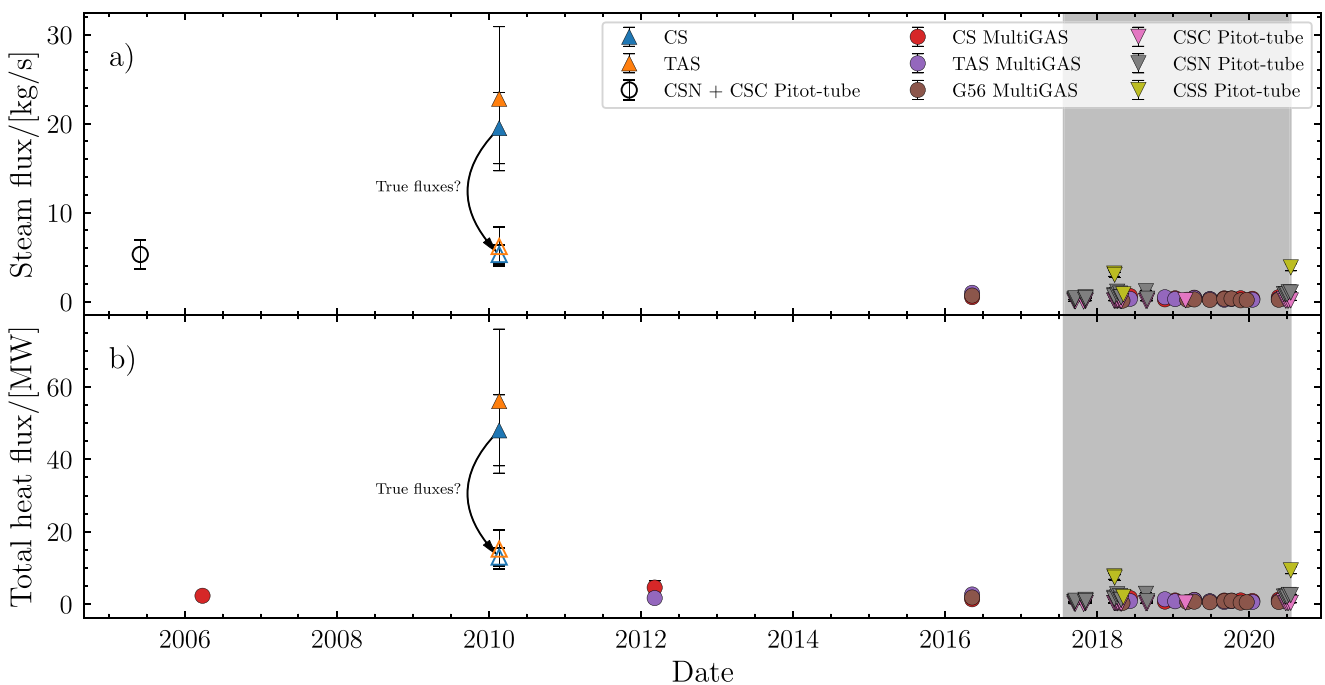 a)
Steam flux/[kg/s]
30
20
10
0
CS
TAS
CSN + CSC Pitot-tube
CS MultiGAS
TAS MultiGAS
G56 MultiGAS
CSC Pitot-tube
CSN Pitot-tube
CSS Pitot-tube
True fluxes?
b)
Total heat flux/[MW]
60
40
20
0
True fluxes?
2006 2008 2010 2012 2014 2016 2018 2020
Date